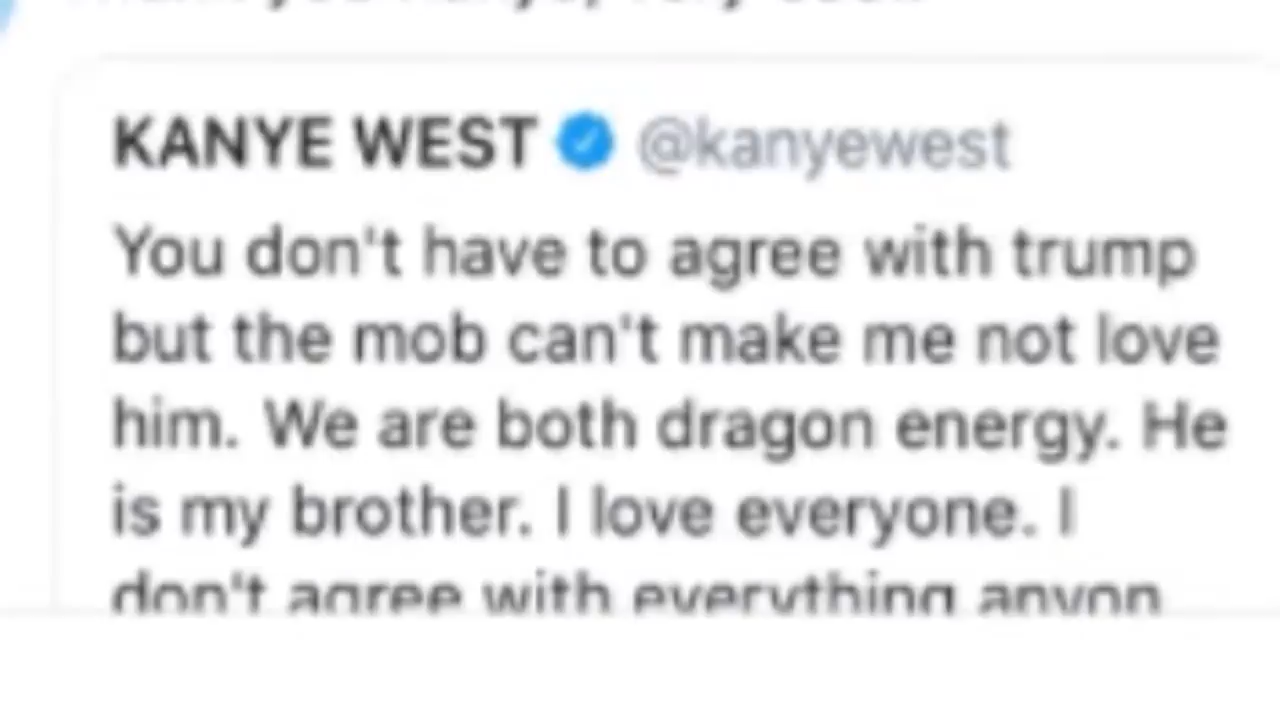 KANYE WEST @kanyewest
You don't have to agree with trump
but the mob can't make me not love
him. We are both dragon energy. He
is my brother. I love everyone. I
don't agree with everything